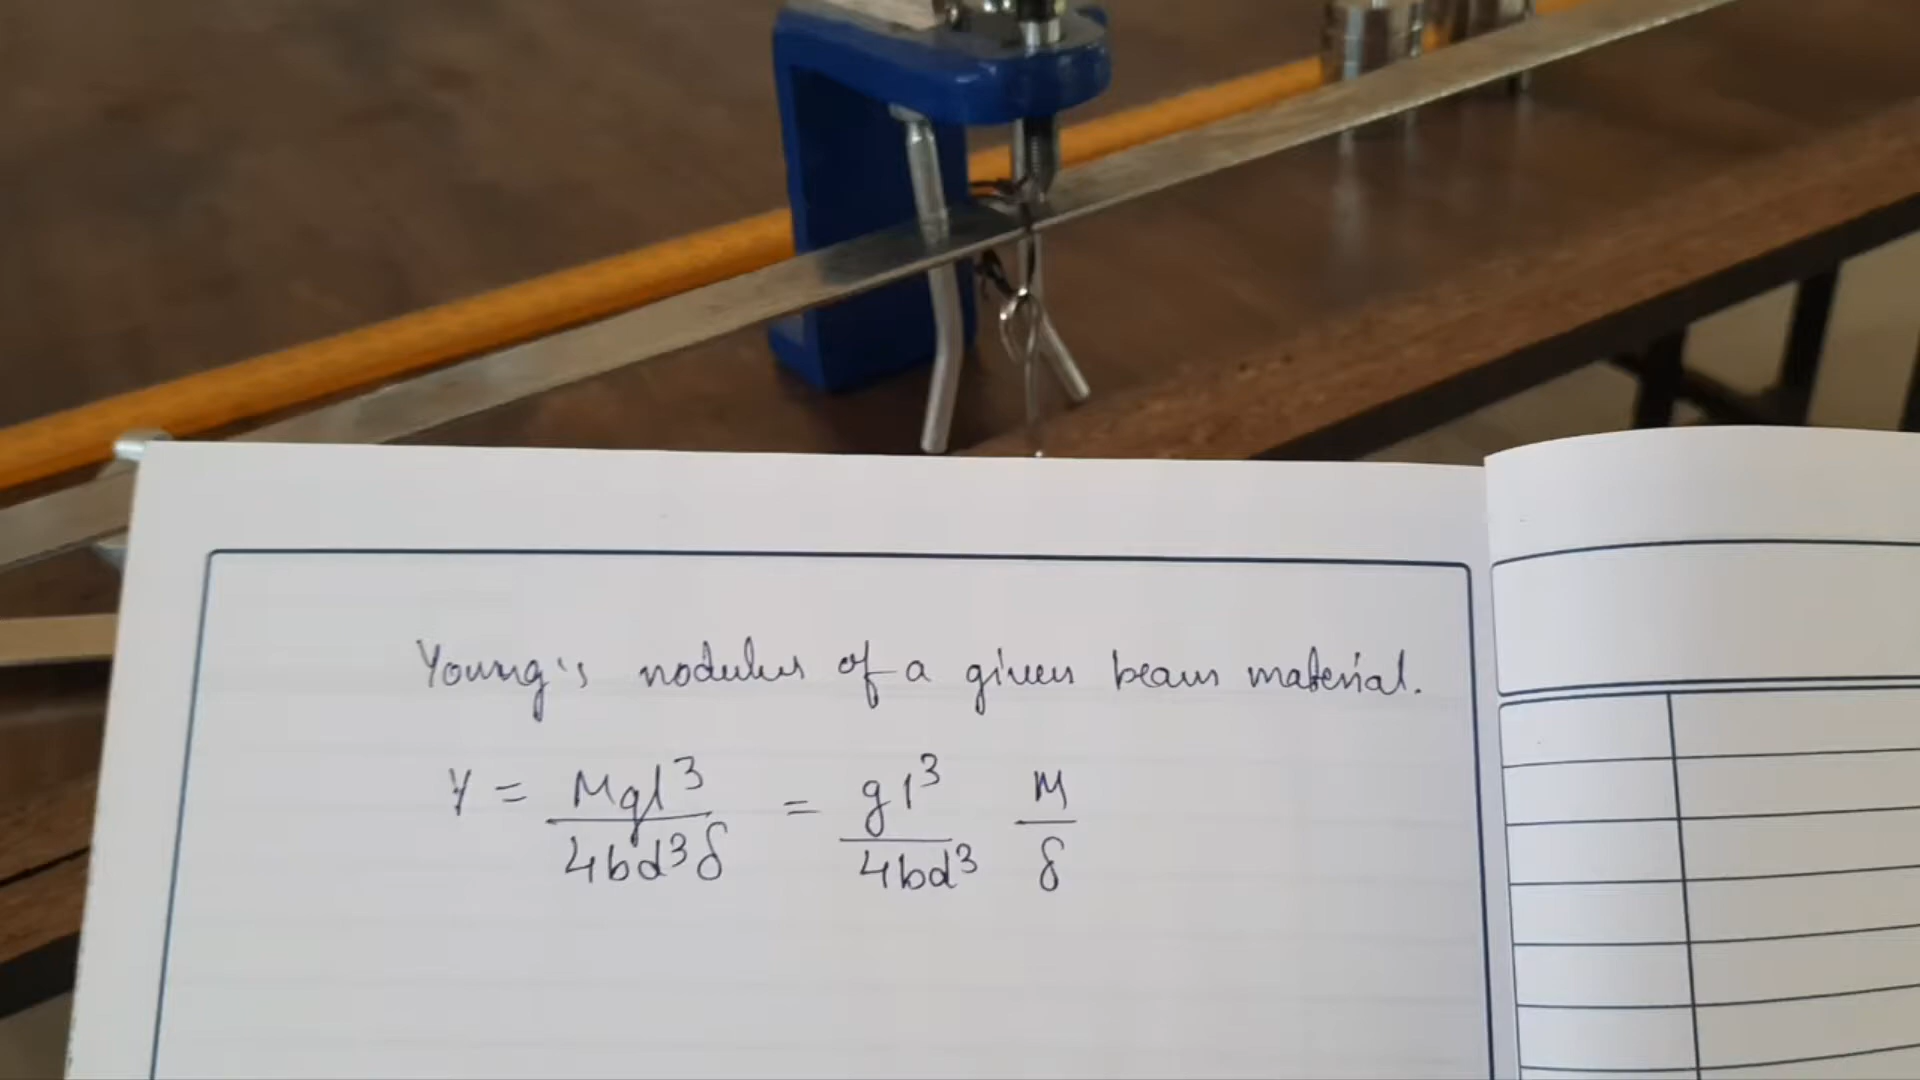 Young's nodulus of a given beam material.
Y = Mgl³/4bd³δ = gl³/4bd³ M/δ